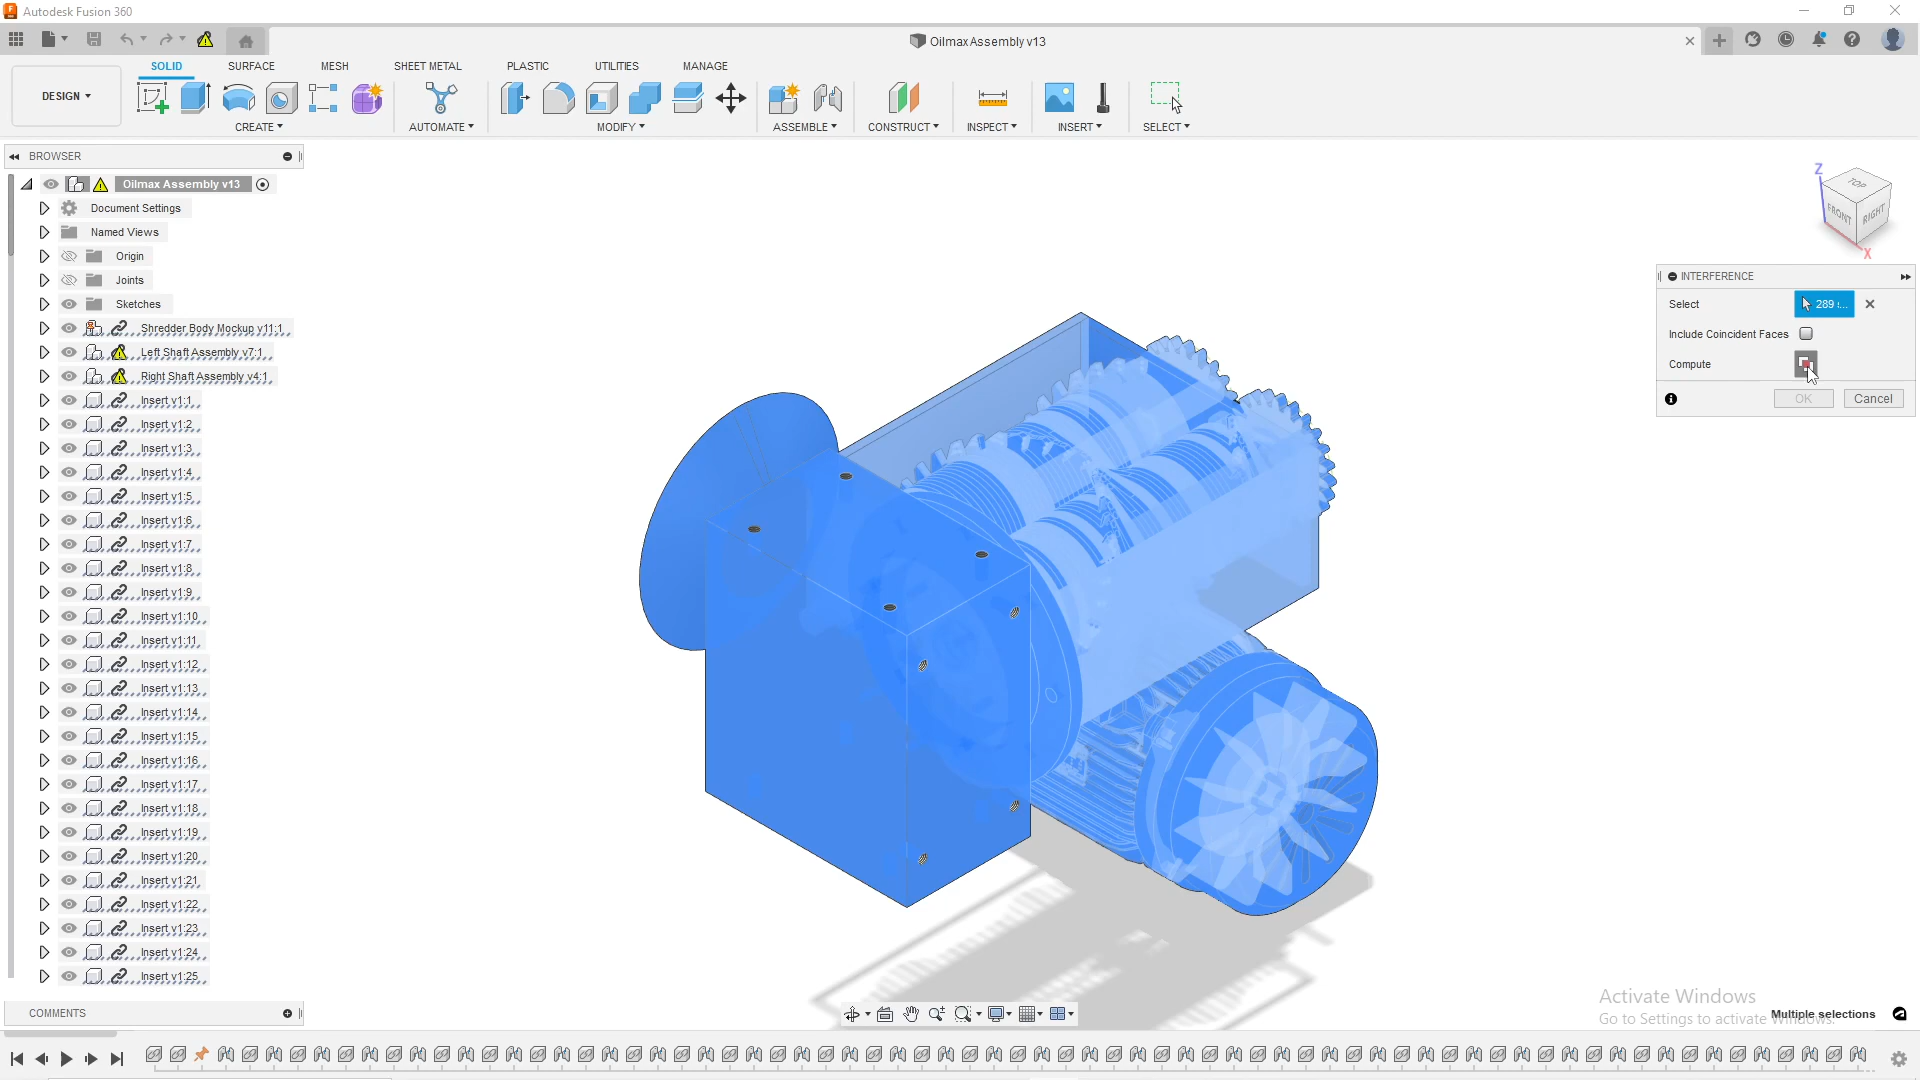 Autodesk Fusion 360
Oilmax Assembly v13
SOLID SURFACE MESH SHEET METAL PLASTIC UTILITIES MANAGE
DESIGN
CREATE AUTOMATE MODIFY ASSEMBLE CONSTRUCT INSPECT INSERT SELECT
BROWSER
Oilmax Assembly v13
Document Settings
Named Views
Origin
Joints
Sketches
Shredder Body Mockup v11:1
Left Shaft Assembly v7:1
Right Shaft Assembly v4:1
Insert v1:1
Insert v1:2
Insert v1:3
Insert v1:4
Insert v1:5
Insert v1:6
Insert v1:7
Insert v1:8
Insert v1:9
Insert v1:10
Insert v1:11
Insert v1:12
Insert v1:13
Insert v1:14
Insert v1:15
Insert v1:16
Insert v1:17
Insert v1:18
Insert v1:19
Insert v1:20
Insert v1:21
Insert v1:22
Insert v1:23
Insert v1:24
Insert v1:25
COMMENTS
Z
TOP
FRONT RIGHT
X
INTERFERENCE
Select 289 :...
Include Coincident Faces
Compute
OK Cancel
Activate Windows
Go to Settings to activate Windows.
Multiple selections